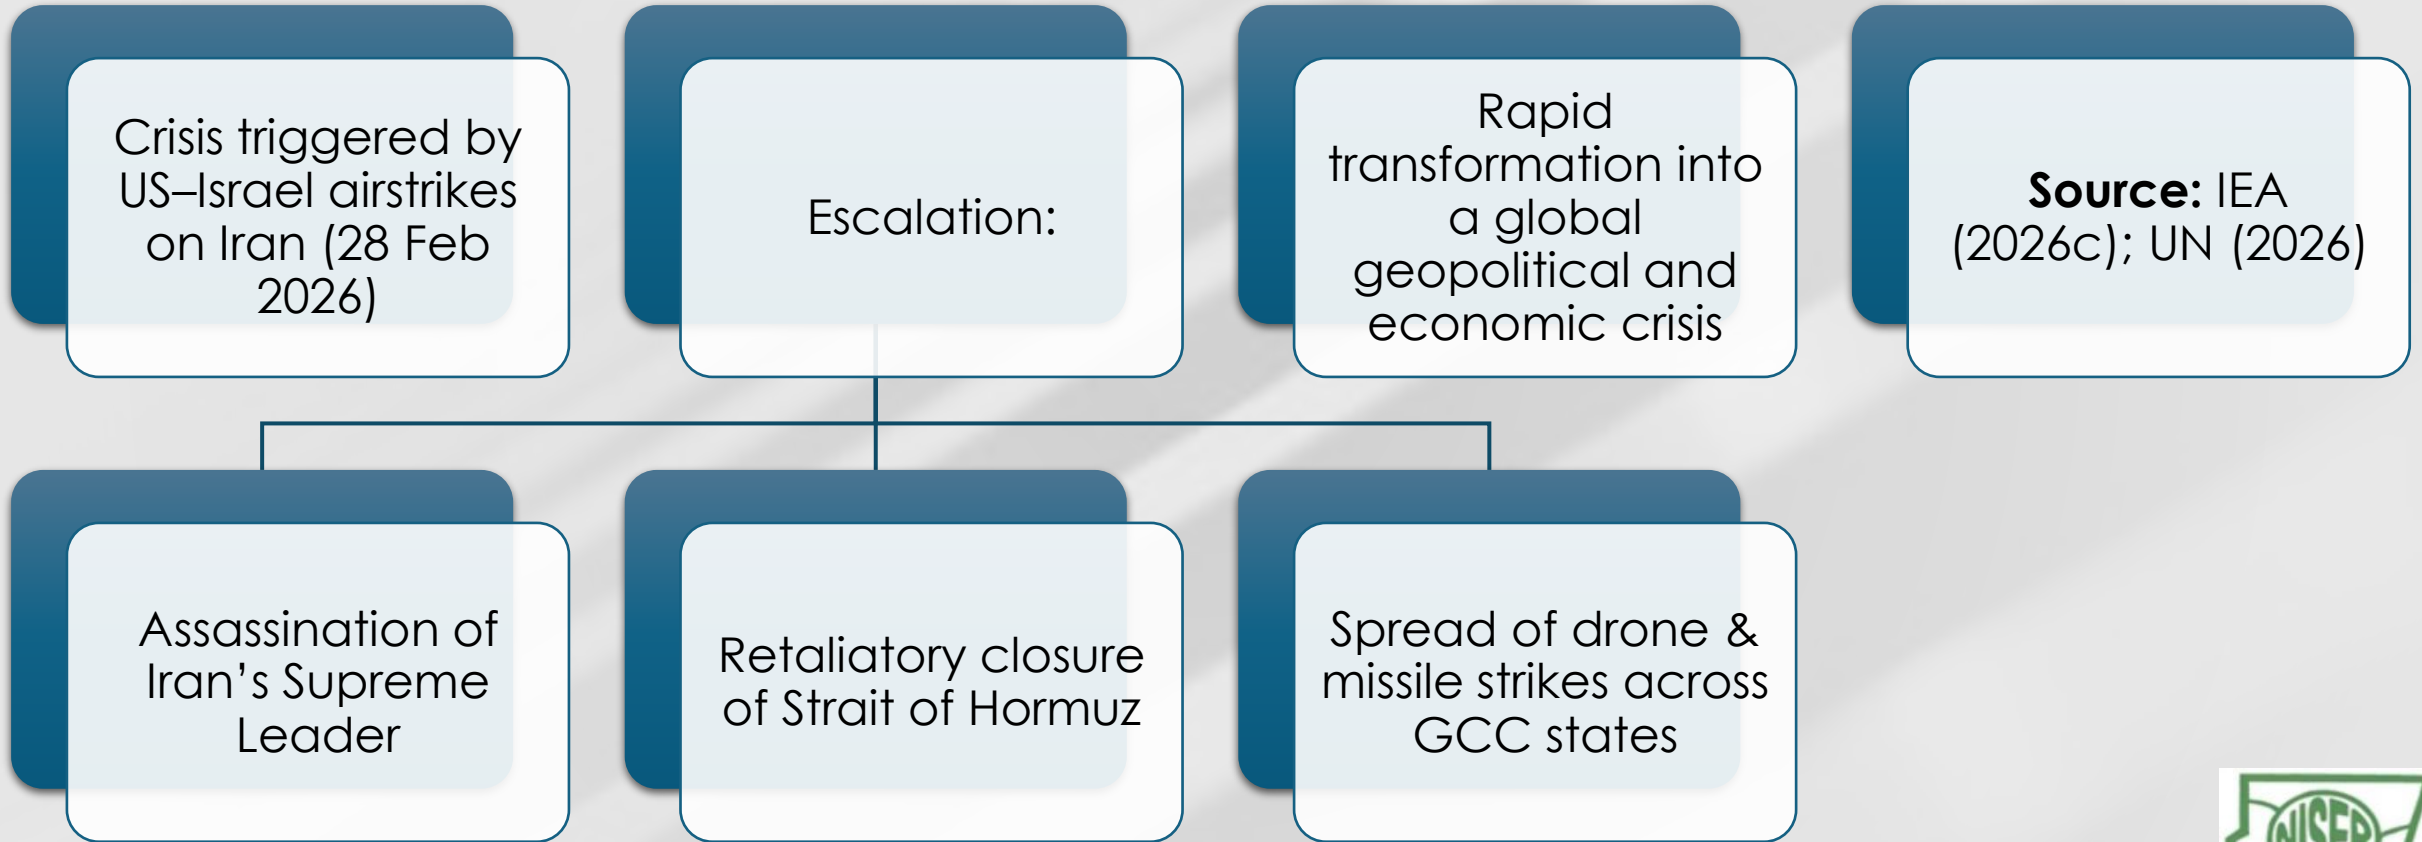 Crisis triggered by
US–Israel airstrikes
on Iran (28 Feb
2026)
Escalation:
Rapid
transformation into
a global
geopolitical and
economic crisis
Source: IEA
(2026c); UN (2026)
Assassination of
Iran’s Supreme
Leader
Retaliatory closure
of Strait of Hormuz
Spread of drone &
missile strikes across
GCC states
NISER